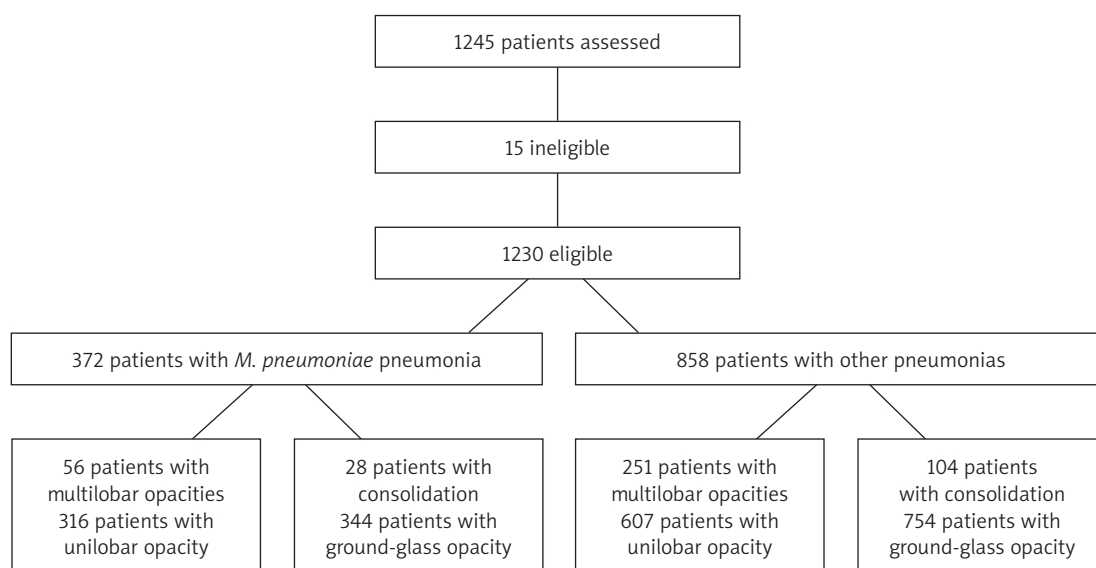 1245 patients assessed
15 ineligible
1230 eligible
372 patients with M. pneumoniae pneumonia
858 patients with other pneumonias
56 patients with
multilobar opacities
316 patients with
unilobar opacity
28 patients with
consolidation
344 patients with
ground-glass opacity
251 patients with
multilobar opacities
607 patients with
unilobar opacity
104 patients
with consolidation
754 patients with
ground-glass opacity